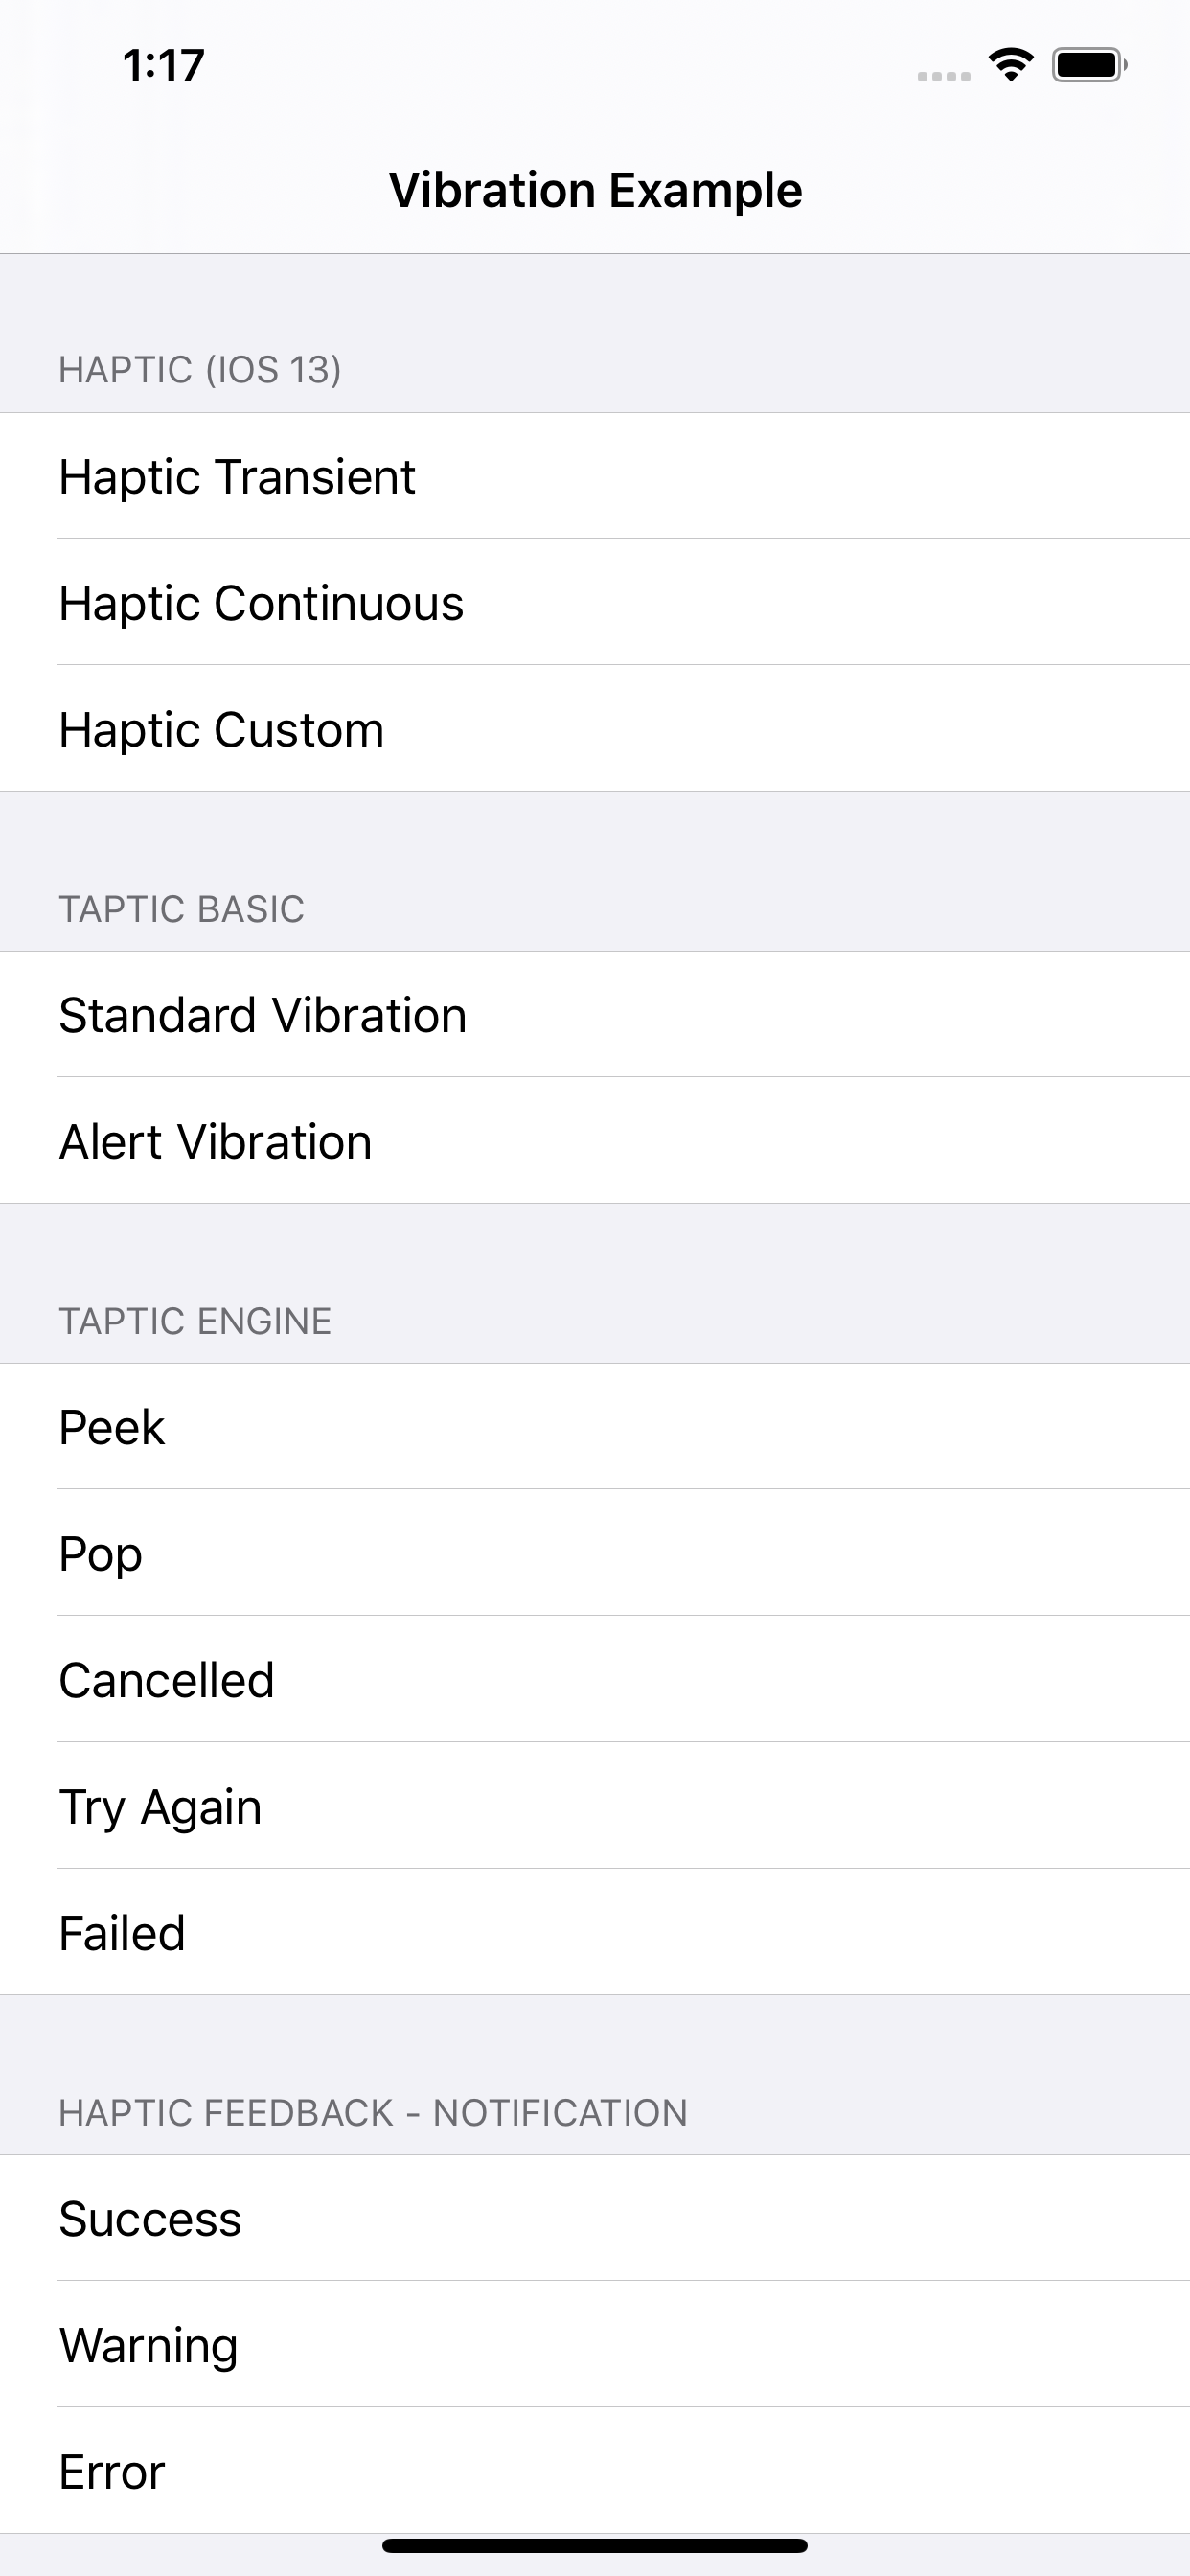 1:17
Vibration Example
HAPTIC (IOS 13)
Haptic Transient
Haptic Continuous
Haptic Custom
TAPTIC BASIC
Standard Vibration
Alert Vibration
TAPTIC ENGINE
Peek
Pop
Cancelled
Try Again
Failed
HAPTIC FEEDBACK - NOTIFICATION
Success
Warning
Error